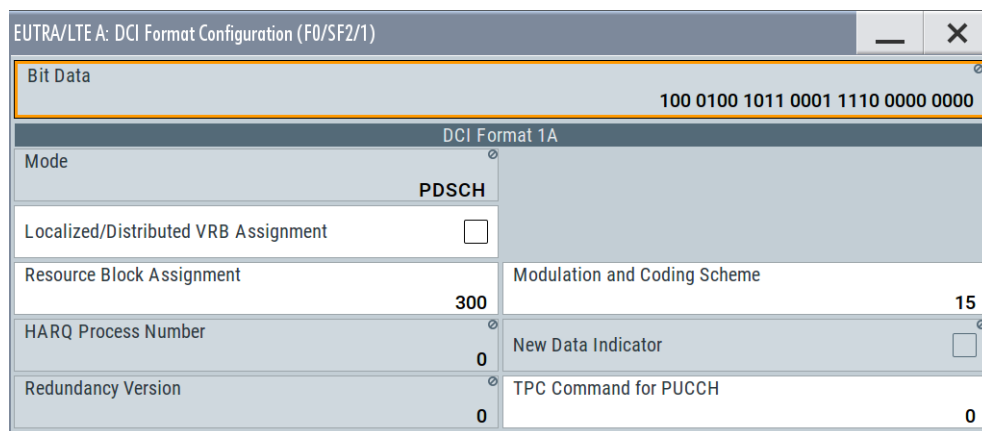 EUTRA/LTE A: DCI Format Configuration (F0/SF2/1)
Bit Data
100 0100 1011 0001 1110 0000 0000
DCI Format 1A
Mode
PDSCH
Localized/Distributed VRB Assignment
Resource Block Assignment
300
Modulation and Coding Scheme
15
HARQ Process Number
0
New Data Indicator
Redundancy Version
0
TPC Command for PUCCH
0